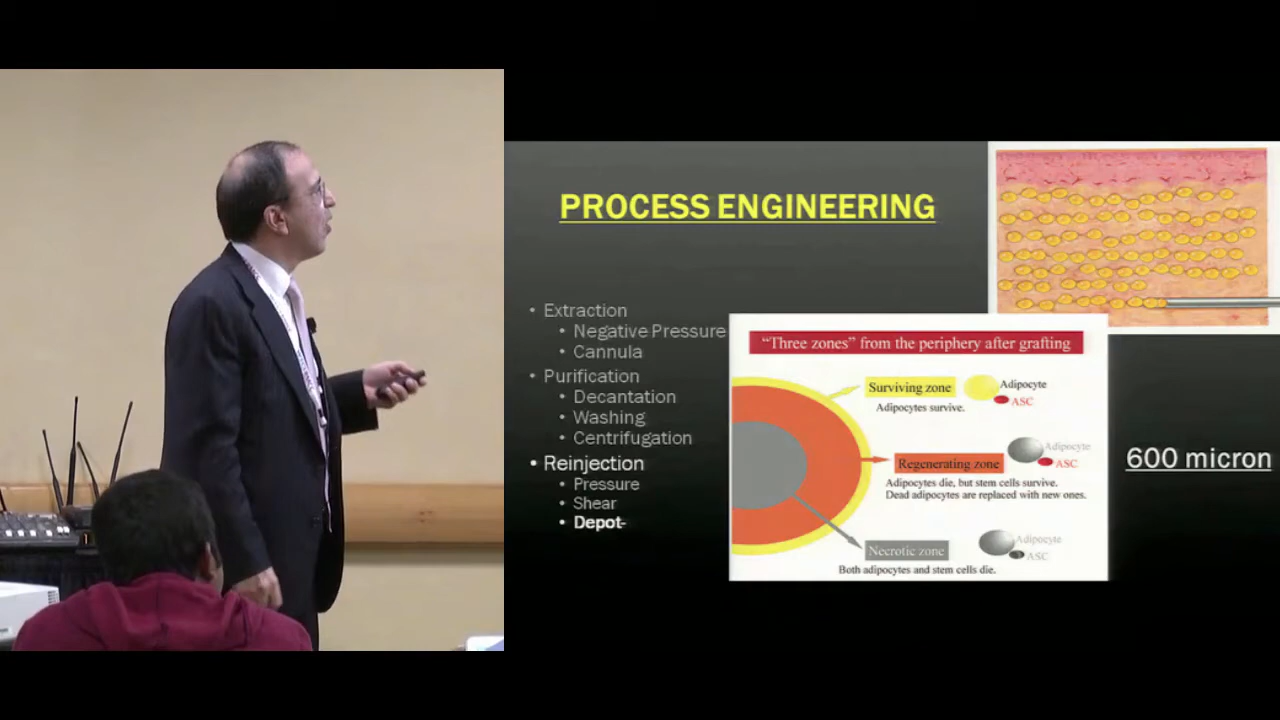 PROCESS ENGINEERING
• Extraction
• Negative Pressure
• Cannula
• Purification
• Decantation
• Washing
• Centrifugation
• Reinjection
• Pressure
• Shear
• Depot-
“Three zones” from the periphery after grafting
Surviving zone
Adipocyte
ASC
Adipocytes survive.
Regenerating zone
Adipocyte
ASC
Adipocytes die, but stem cells survive.
Dead adipocytes are replaced with new ones.
Necrotic zone
Adipocyte
ASC
Both adipocytes and stem cells die.
600 micron